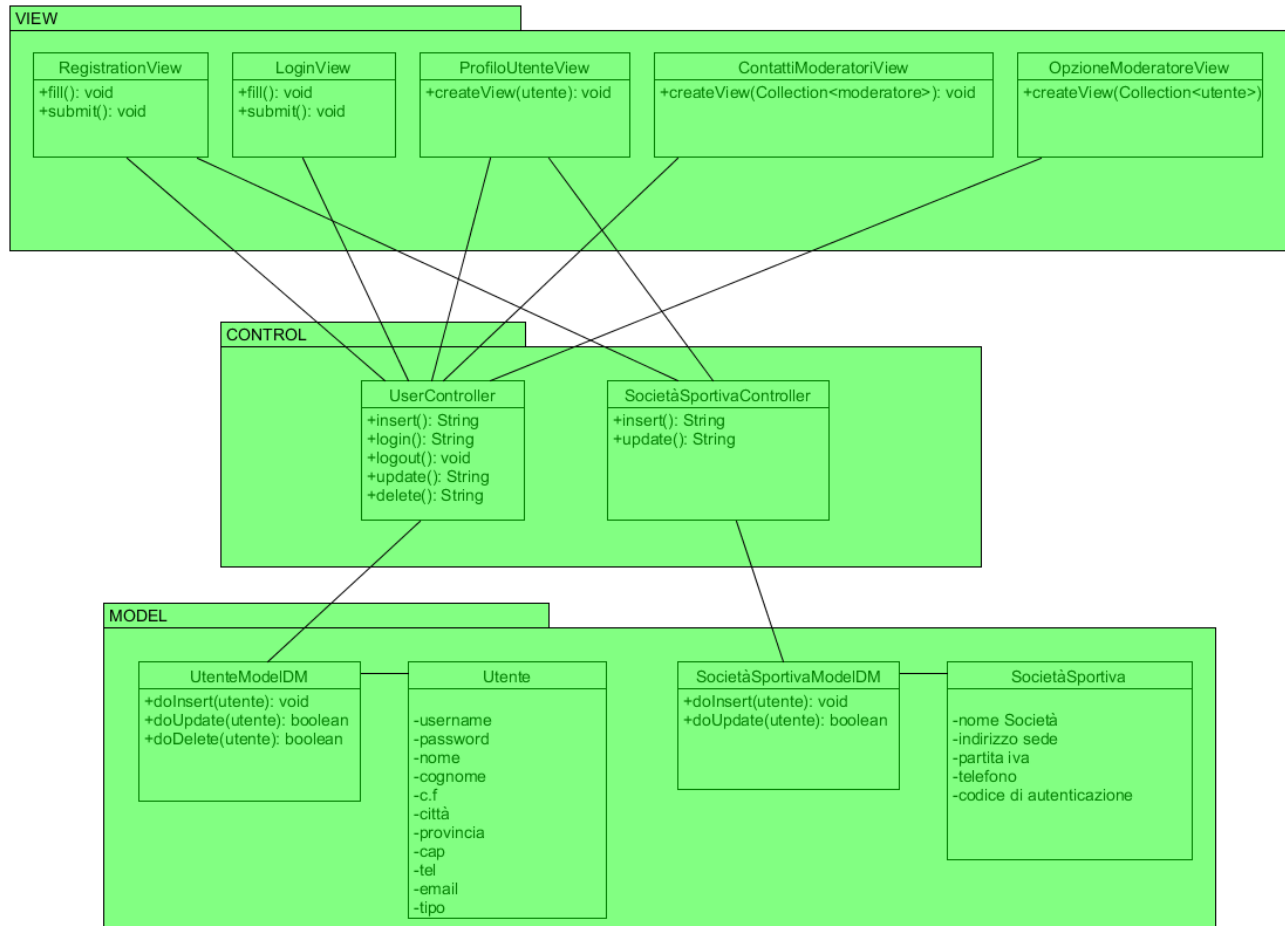 VIEW
RegistrationView
+fill(): void
+submit(): void
LoginView
+fill(): void
+submit(): void
ProfiloUtenteView
+createView(utente): void
ContattiModeratoriView
+createView(Collection<moderatore>): void
OpzioneModeratoreView
+createView(Collection<utente>)
CONTROL
UserController
+insert(): String
+login(): String
+logout(): void
+update(): String
+delete(): String
SocietàSportivaController
+insert(): String
+update(): String
MODEL
UtenteModelDM
+doInsert(utente): void
+doUpdate(utente): boolean
+doDelete(utente): boolean
Utente
-username
-password
-nome
-cognome
-c.f
-città
-provincia
-cap
-tel
-email
-tipo
SocietàSportivaModelDM
+doInsert(utente): void
+doUpdate(utente): boolean
SocietàSportiva
-nome Società
-indirizzo sede
-partita iva
-telefono
-codice di autenticazione